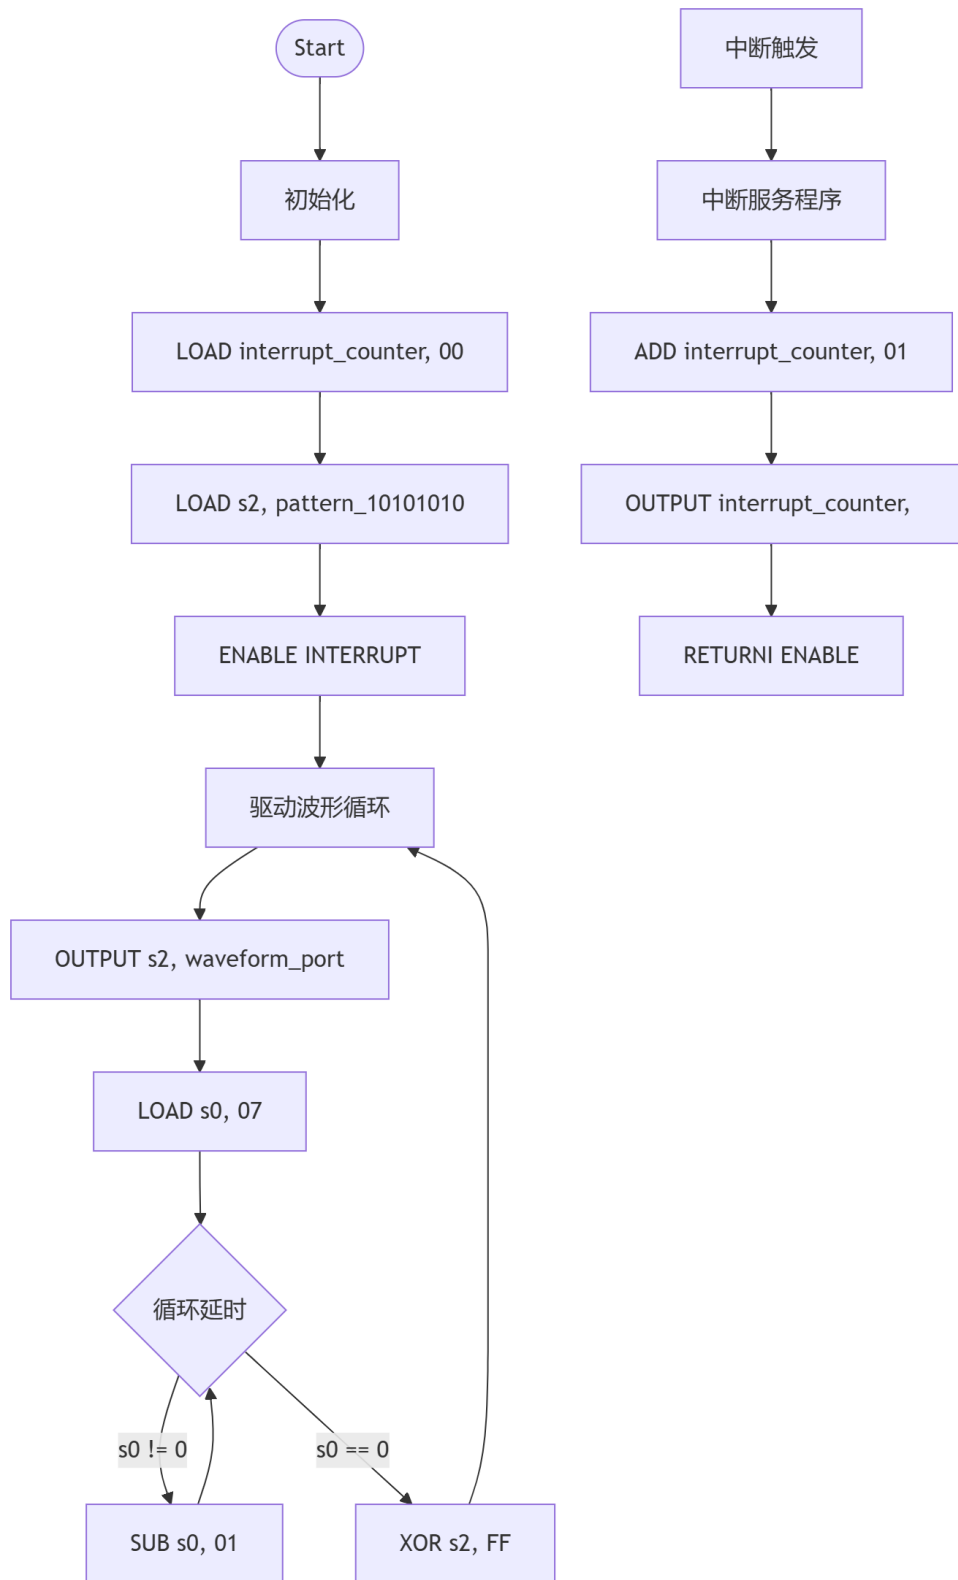 Start
初始化
LOAD interrupt_counter, 00
LOAD s2, pattern_10101010
ENABLE INTERRUPT
驱动波形循环
OUTPUT s2, waveform_port
LOAD s0, 07
循环延时
s0 != 0
s0 == 0
SUB s0, 01
XOR s2, FF
中断触发
中断服务程序
ADD interrupt_counter, 01
OUTPUT interrupt_counter,
RETURNI ENABLE